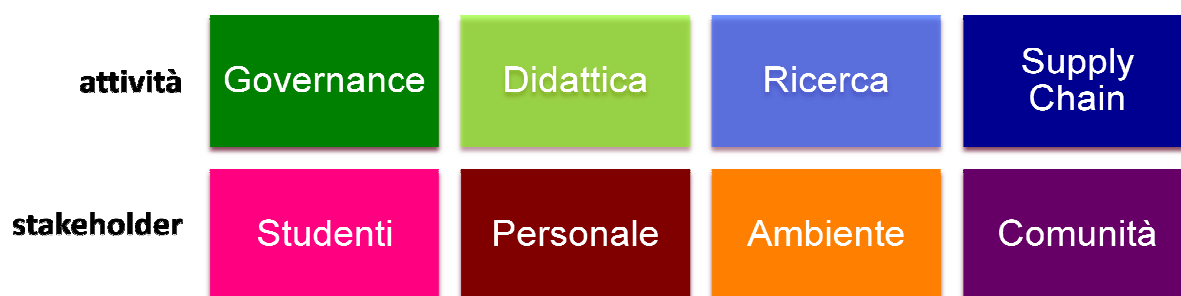 attività
Governance
Didattica
Ricerca
Supply
Chain
stakeholder
Studenti
Personale
Ambiente
Comunità